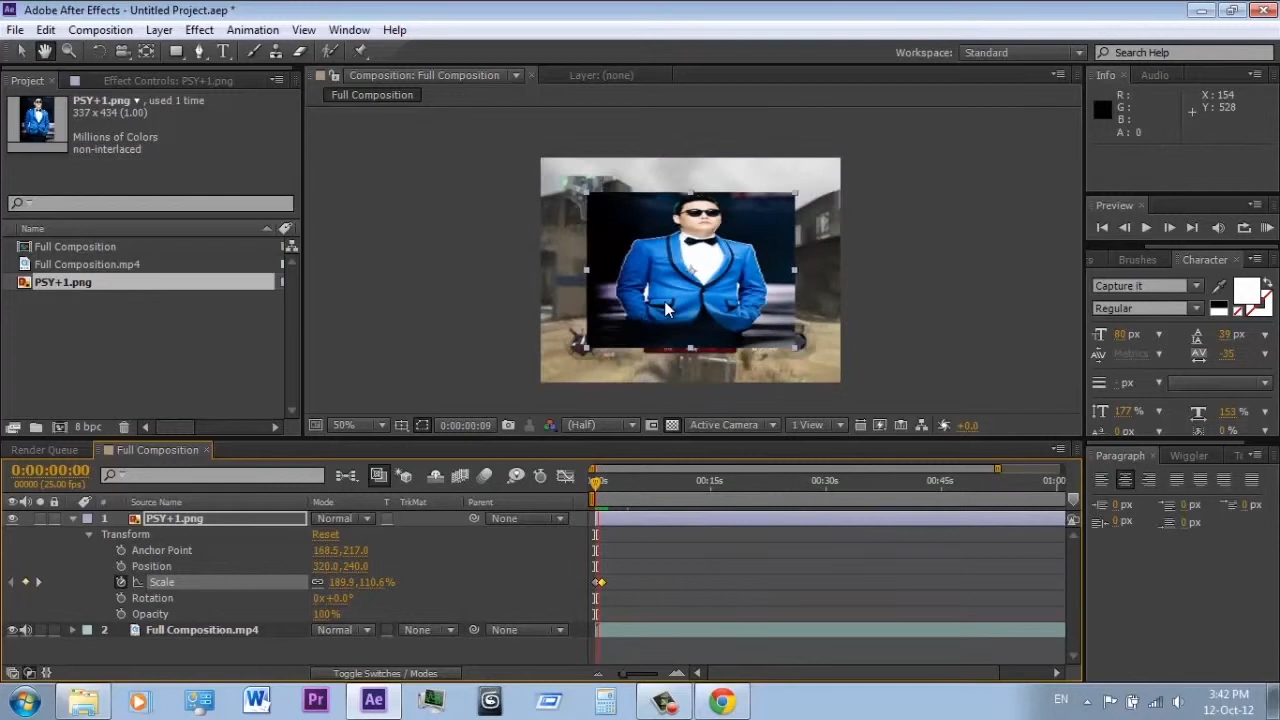 Adobe After Effects - Untitled Project.aep *
File Edit Composition Layer Effect Animation View Window Help
Workspace: Standard Search Help
Project Effect Controls: PSY+1.png Composition: Full Composition Layer: (none) Info Audio
PSY+1.png , used 1 time
337 x 434 (1.00)
Millions of Colors
non-interlaced
Full Composition
R :
G :
B :
A : 0
X : 154
Y : 528
Preview
Name
Full Composition
Full Composition.mp4
PSY+1.png
Brushes Character
Capture it
Regular
80 px 39 px
Metrics -35
- px
177 % 153 %
0 px 0 %
8 bpc 50% 0:00:00:09 (Half) Active Camera 1 View +0.0
Render Queue Full Composition
Paragraph Wiggler
0:00:00:00
00000 (25.00 fps)
00:15s 00:30s 00:45s 01:00
# Source Name Mode T TrkMat Parent
1 PSY+1.png Normal None
Transform Reset
Anchor Point 168.5,217.0
Position 320.0,240.0
Scale 189.9,110.6%
Rotation 0x+0.0°
Opacity 100%
2 Full Composition.mp4 Normal None None
0 px 0 px 0 px
0 px 0 px
Toggle Switches / Modes
W Pr Ae EN
3:42 PM
12-Oct-12